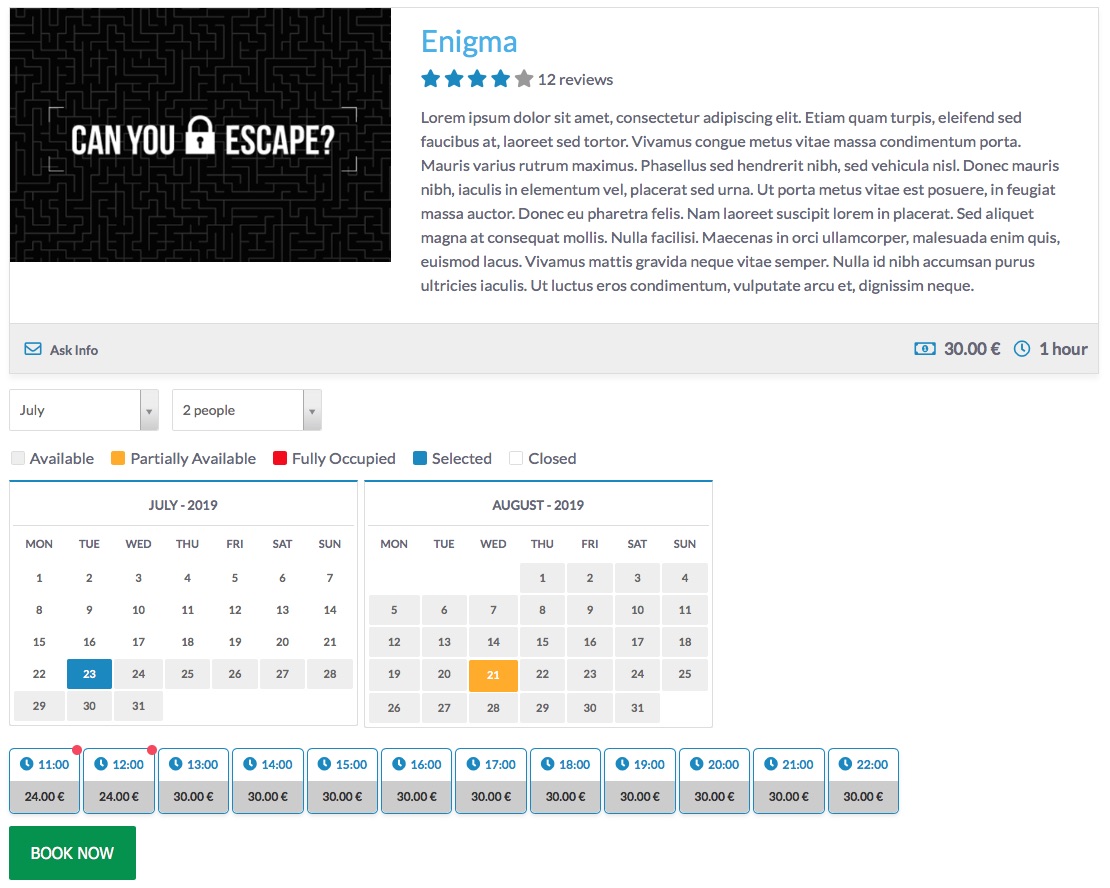 CAN YOU ESCAPE?
Enigma
12 reviews
Lorem ipsum dolor sit amet, consectetur adipiscing elit. Etiam quam turpis, eleifend sed
faucibus at, laoreet sed tortor. Vivamus congue metus vitae massa condimentum porta.
Mauris varius rutrum maximus. Phasellus sed hendrerit nibh, sed vehicula nisl. Donec mauris
nibh, iaculis in elementum vel, placerat sed urna. Ut porta metus vitae est posuere, in feugiat
massa auctor. Donec eu pharetra felis. Nam laoreet suscipit lorem in placerat. Sed aliquet
magna at consequat mollis. Nulla facilisi. Maecenas in orci ullamcorper, malesuada enim quis,
euismod lacus. Vivamus mattis gravida neque vitae semper. Nulla id nibh accumsan purus
ultricies iaculis. Ut luctus eros condimentum, vulputate arcu et, dignissim neque.
Ask Info 30.00 € 1 hour
July 2 people
Available Partially Available Fully Occupied Selected Closed
JULY - 2019
MON TUE WED THU FRI SAT SUN
1 2 3 4 5 6 7
8 9 10 11 12 13 14
15 16 17 18 19 20 21
22 23 24 25 26 27 28
29 30 31
AUGUST - 2019
MON TUE WED THU FRI SAT SUN
1 2 3 4
5 6 7 8 9 10 11
12 13 14 15 16 17 18
19 20 21 22 23 24 25
26 27 28 29 30 31
11:00 12:00 13:00 14:00 15:00 16:00 17:00 18:00 19:00 20:00 21:00 22:00
24.00 € 24.00 € 30.00 € 30.00 € 30.00 € 30.00 € 30.00 € 30.00 € 30.00 € 30.00 € 30.00 € 30.00 €
BOOK NOW